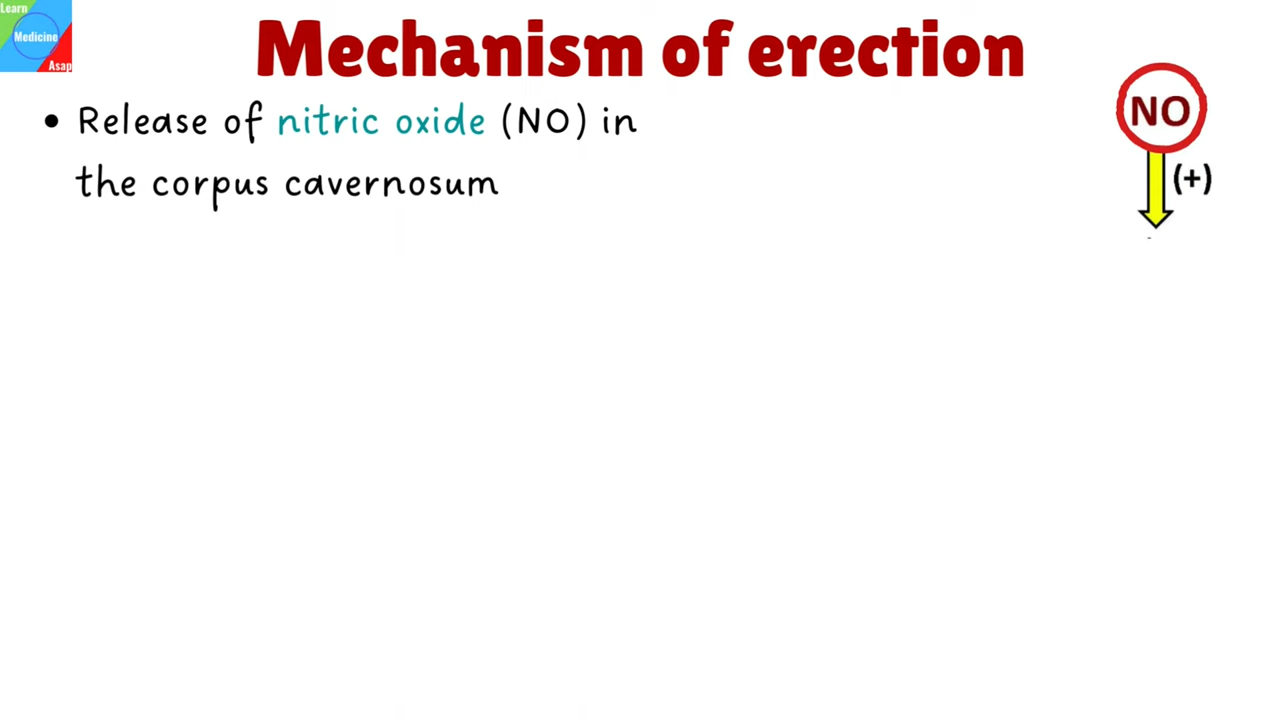 Learn
Medicine
Asap
Mechanism of erection
• Release of nitric oxide (NO) in
the corpus cavernosum
NO
(+)